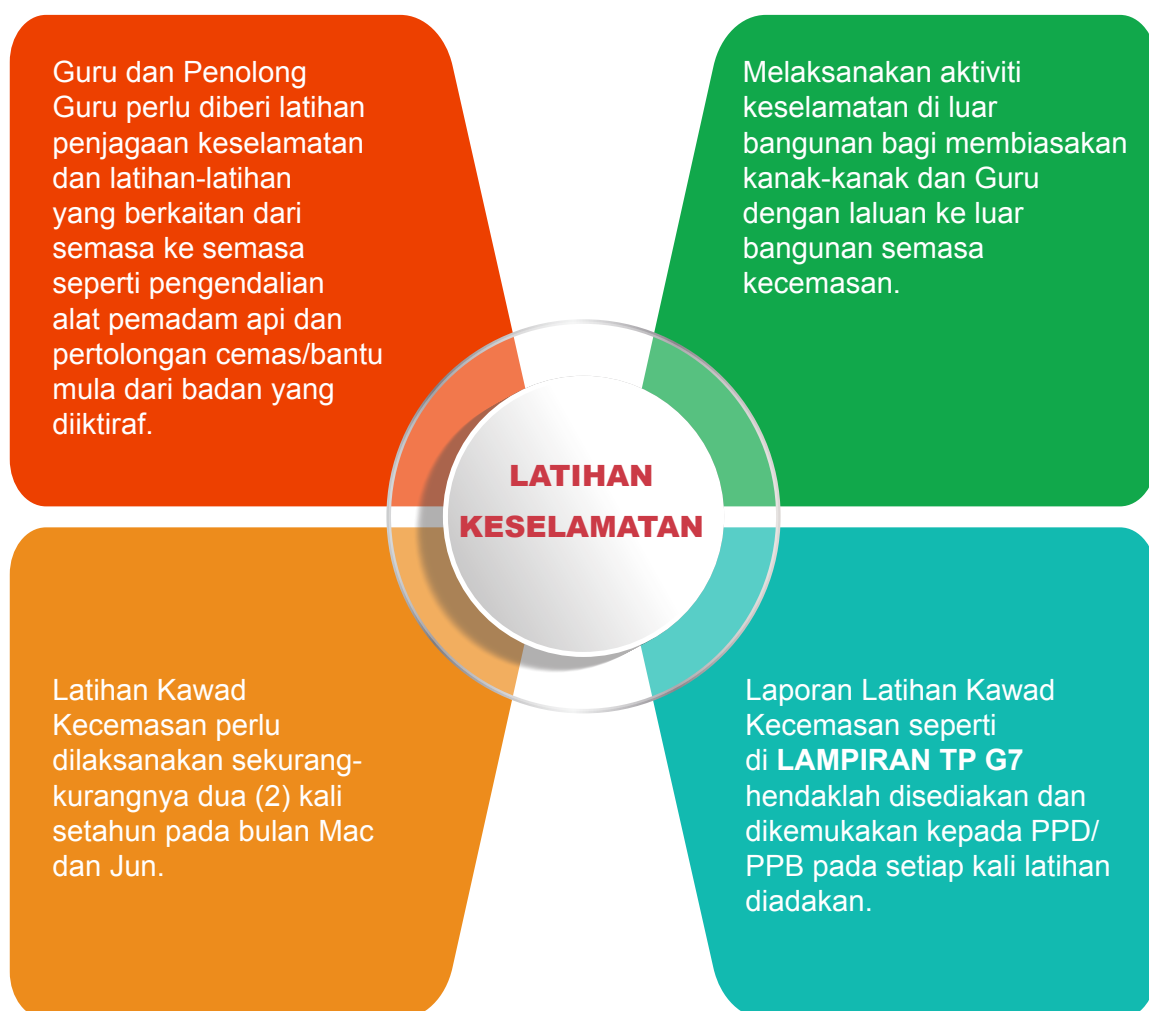 Guru dan Penolong
Guru perlu diberi latihan
penjagaan keselamatan
dan latihan-latihan
yang berkaitan dari
semasa ke semasa
seperti pengendalian
alat pemadam api dan
pertolongan cemas/bantu
mula dari badan yang
diiktiraf.
Melaksanakan aktiviti
keselamatan di luar
bangunan bagi membiasakan
kanak-kanak dan Guru
dengan laluan ke luar
bangunan semasa
kecemasan.
LATIHAN
KESELAMATAN
Latihan Kawad
Kecemasan perlu
dilaksanakan sekurang-
kurangnya dua (2) kali
setahun pada bulan Mac
dan Jun.
Laporan Latihan Kawad
Kecemasan seperti
di LAMPIRAN TP G7
hendaklah disediakan dan
dikemukakan kepada PPD/
PPB pada setiap kali latihan
diadakan.